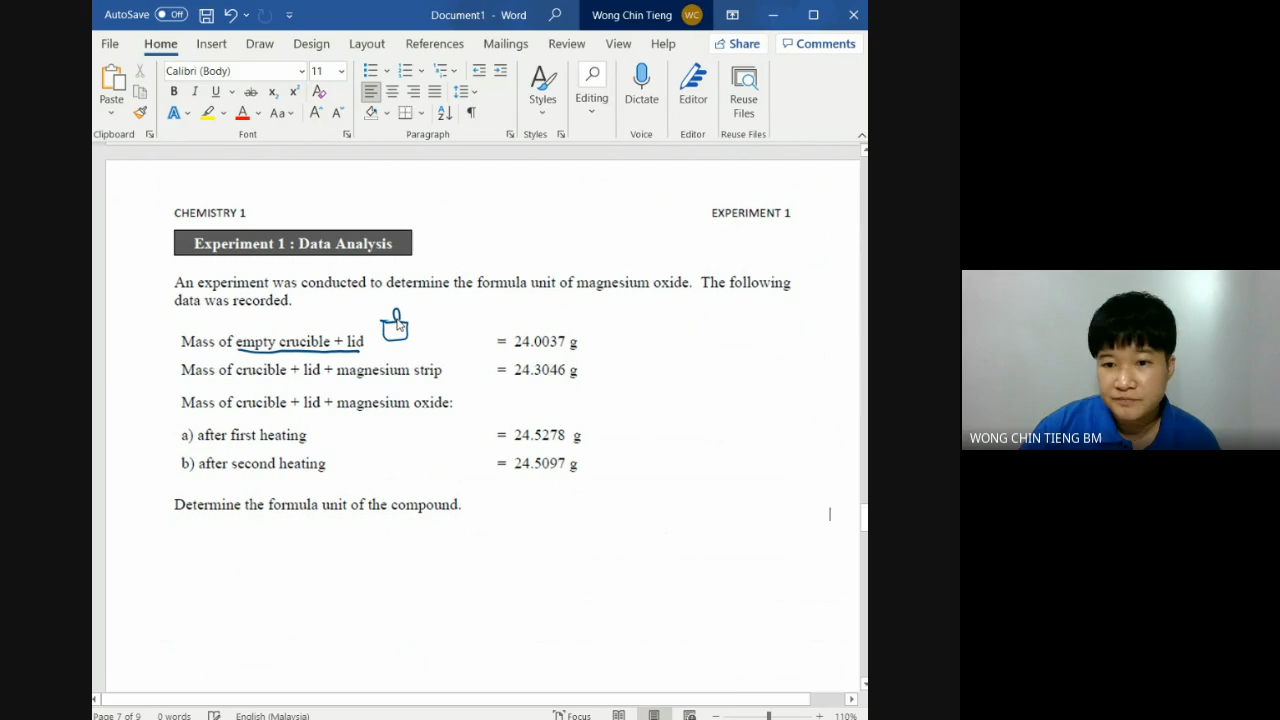 AutoSave Off Document1 - Word Wong Chin Tieng WC
File Home Insert Draw Design Layout References Mailings Review View Help Share Comments
Calibri (Body) 11
Paste B I U ab x₂ x² A Styles Editing Dictate Editor Reuse Files
A A Aa A A
Clipboard Font Paragraph Styles Voice Editor Reuse Files
CHEMISTRY 1 EXPERIMENT 1
Experiment 1 : Data Analysis
An experiment was conducted to determine the formula unit of magnesium oxide. The following
data was recorded.
Mass of empty crucible + lid = 24.0037 g
Mass of crucible + lid + magnesium strip = 24.3046 g
Mass of crucible + lid + magnesium oxide:
a) after first heating = 24.5278 g
b) after second heating = 24.5097 g
Determine the formula unit of the compound.
WONG CHIN TIENG BM
Page 7 of 9 0 words English (Malaysia) Focus 110%